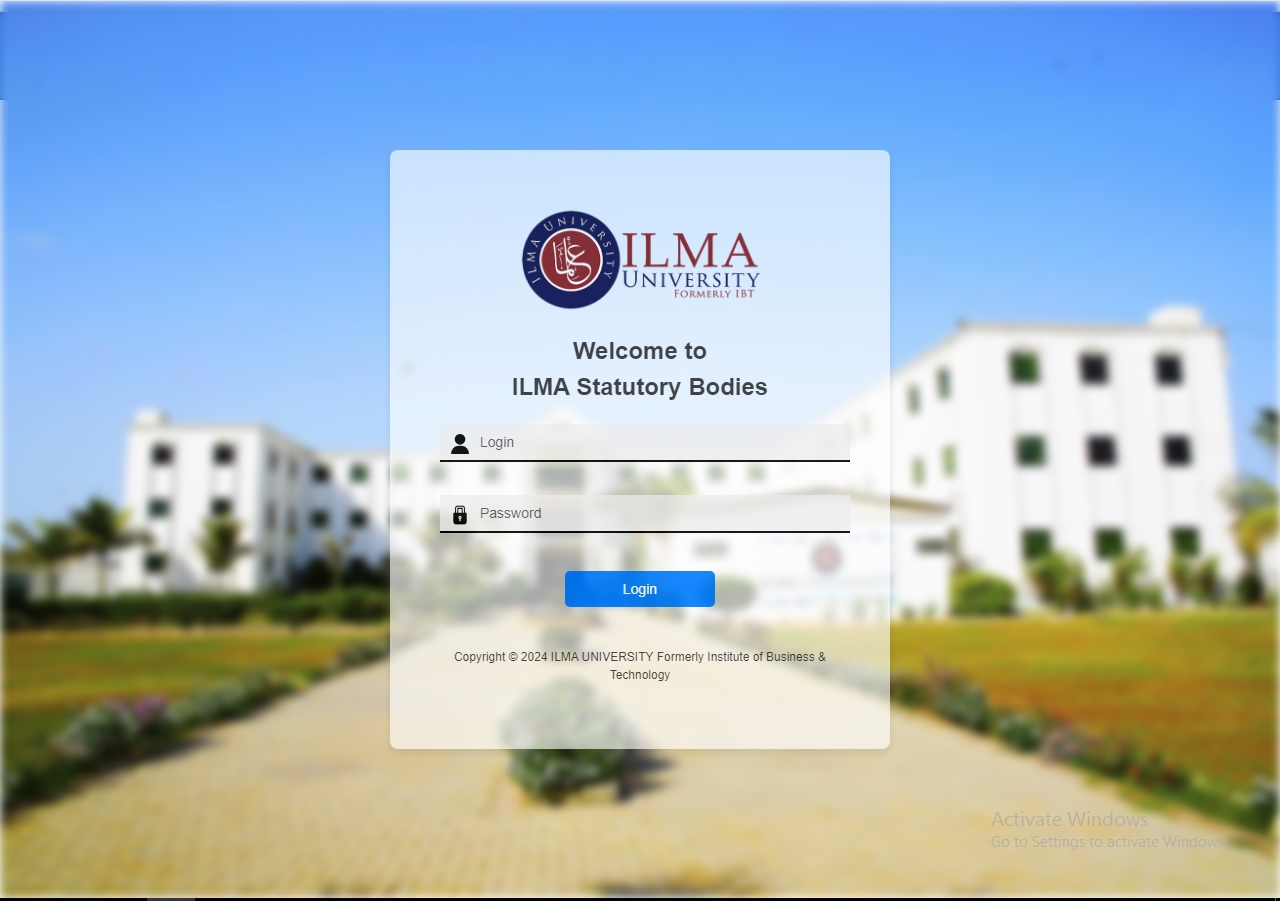 ILMA UNIVERSITY
ILMA
UNIVERSITY
FORMERLY IBT
Welcome to
ILMA Statutory Bodies
Login
Password
Login
Copyright © 2024 ILMA UNIVERSITY Formerly Institute of Business &
Technology
Activate Windows
Go to Settings to activate Windows.